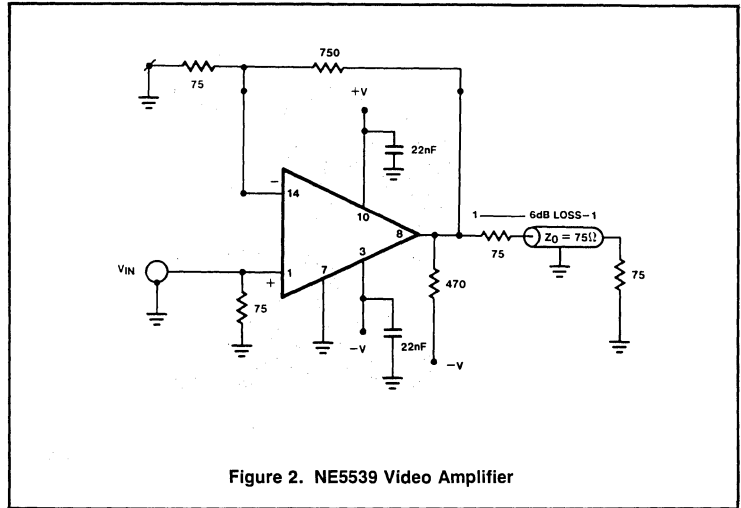 750
75
+V
22nF
−
14
10
1 6dB LOSS-1
8
Z₀ = 75Ω
75
3
VIN
1
7
+
470
75
75
−V
22nF
−V
Figure 2. NE5539 Video Amplifier